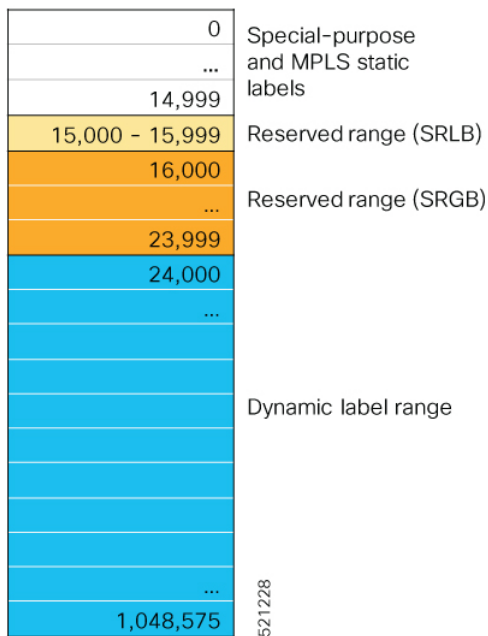 0
...
14,999
Special-purpose
and MPLS static
labels
15,000 - 15,999
Reserved range (SRLB)
16,000
...
23,999
Reserved range (SRGB)
24,000
...
Dynamic label range
...
1,048,575
521228